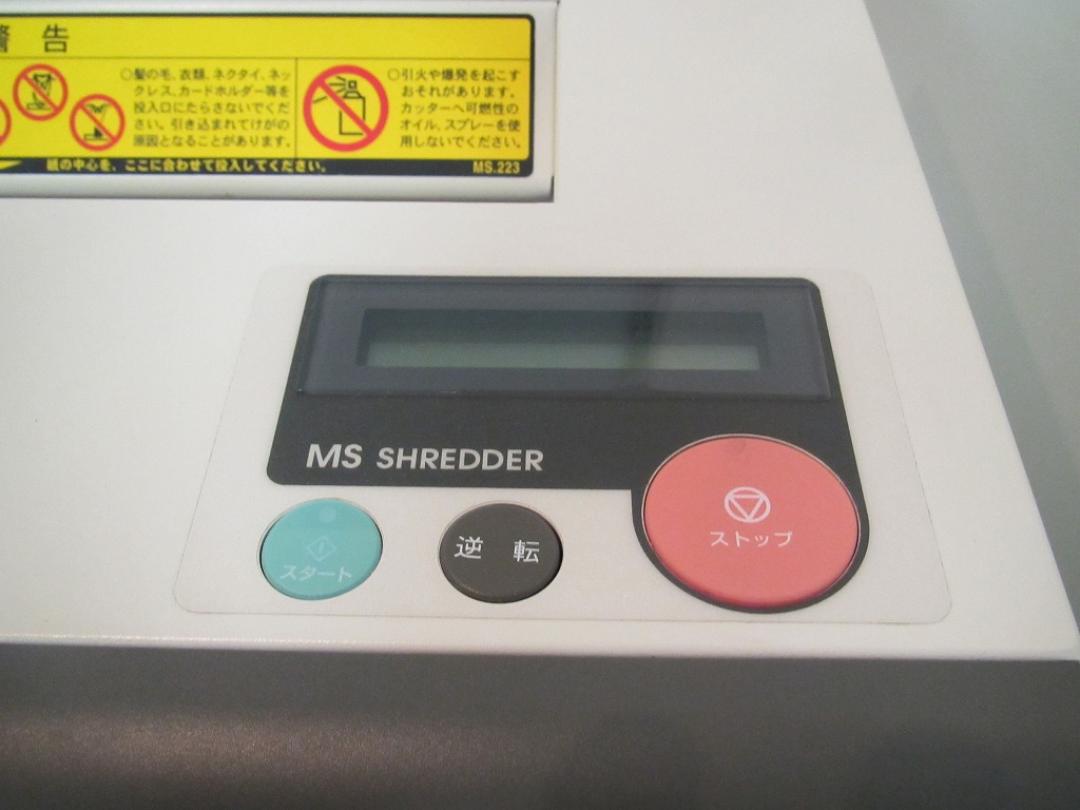 警告
○髪の毛、衣類、ネクタイ、ネッ
クレス、カードホルダー等を
投入口にたらさないでくだ
さい。引き込まれてけがの
原因となることがあります。
○引火や爆発を起こす
おそれがあります。
カッターへ可燃性の
オイル、スプレーを使
用しないでください。
紙の中心を、ここに合わせて投入してください。
MS.223
MS SHREDDER
スタート
逆 転
ストップ